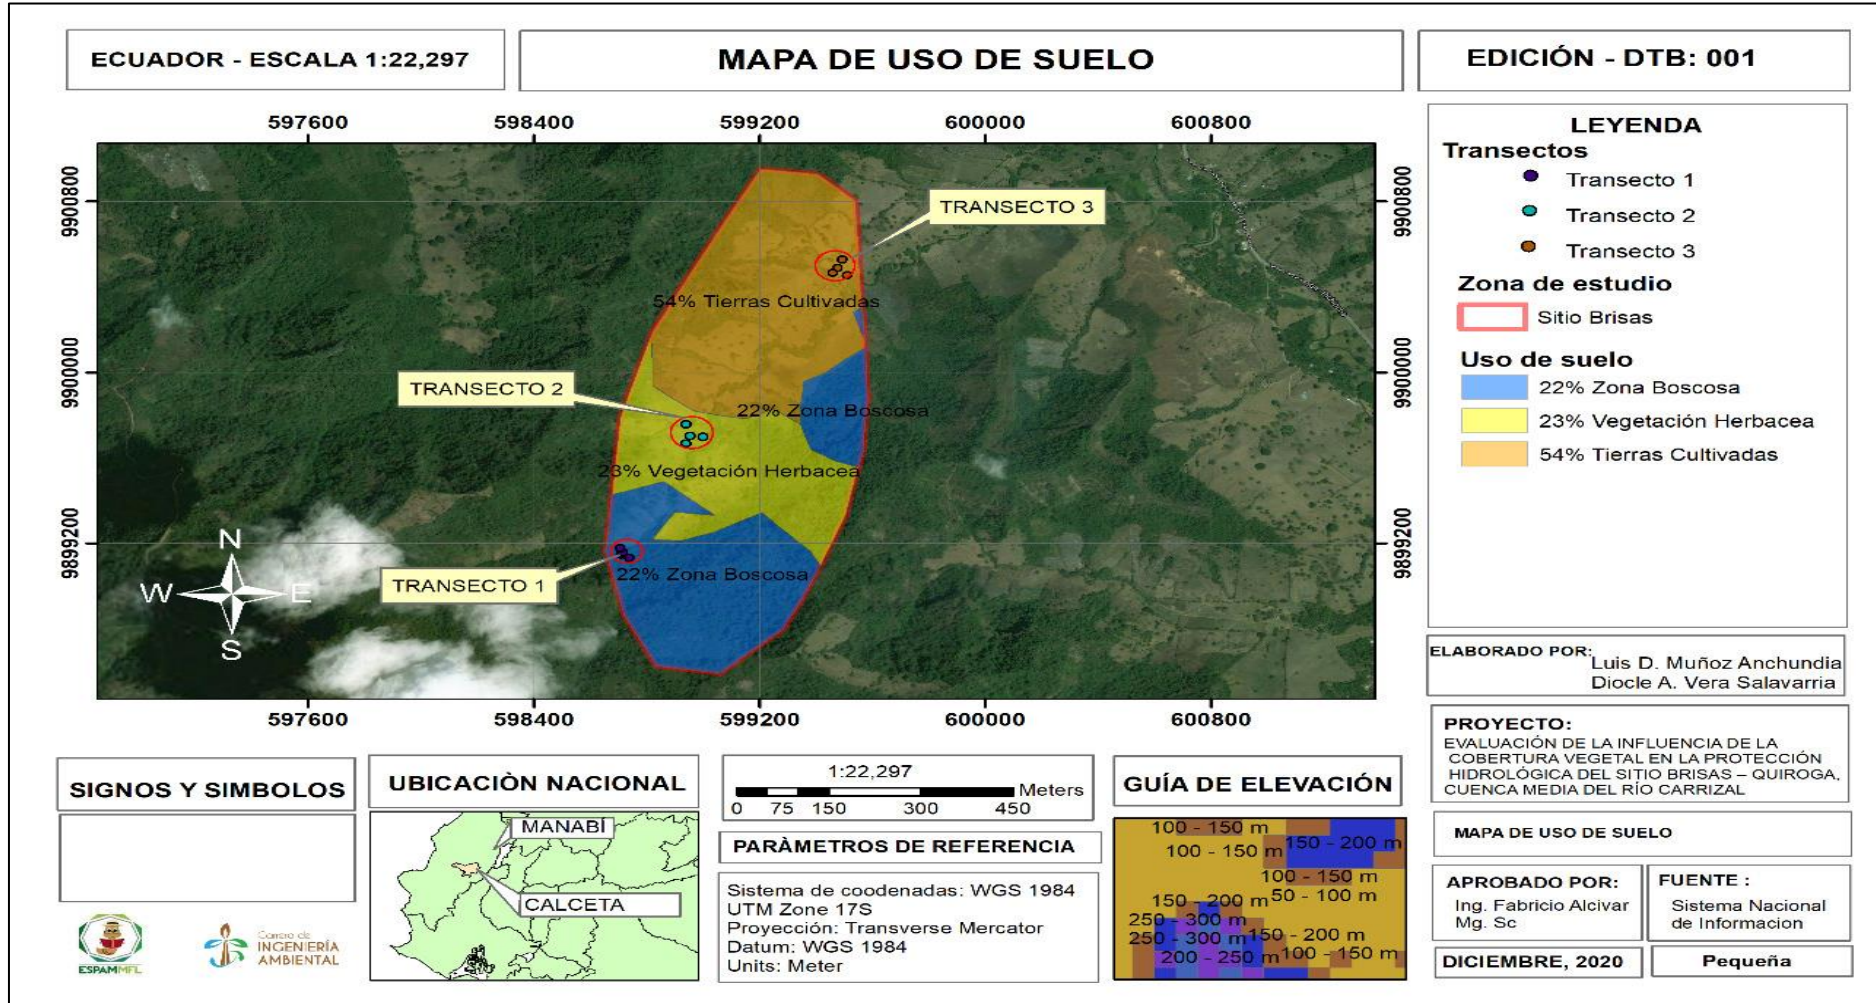 ECUADOR - ESCALA 1:22,297
MAPA DE USO DE SUELO
EDICIÓN - DTB: 001
597600 598400 599200 600000 600800
9900800
9900000
9899200
9900800
9900000
9899200
TRANSECTO 3
54% Tierras Cultivadas
TRANSECTO 2
22% Zona Boscosa
23% Vegetación Herbacea
TRANSECTO 1
22% Zona Boscosa
N
W E
S
597600 598400 599200 600000 600800
LEYENDA
Transectos
Transecto 1
Transecto 2
Transecto 3
Zona de estudio
Sitio Brisas
Uso de suelo
22% Zona Boscosa
23% Vegetación Herbacea
54% Tierras Cultivadas
ELABORADO POR:
Luis D. Muñoz Anchundia
Diocle A. Vera Salavarria
PROYECTO:
EVALUACIÓN DE LA INFLUENCIA DE LA
COBERTURA VEGETAL EN LA PROTECCIÓN
HIDROLÓGICA DEL SITIO BRISAS – QUIROGA,
CUENCA MEDIA DEL RÍO CARRIZAL
MAPA DE USO DE SUELO
APROBADO POR:
Ing. Fabricio Alcivar
Mg. Sc
FUENTE :
Sistema Nacional
de Informacion
DICIEMBRE, 2020
Pequeña
SIGNOS Y SIMBOLOS
ESPAMMFL
Carrera de
INGENIERÍA
AMBIENTAL
UBICACIÒN NACIONAL
MANABÍ
CALCETA
1:22,297
Meters
0 75 150 300 450
PARÀMETROS DE REFERENCIA
Sistema de coodenadas: WGS 1984
UTM Zone 17S
Proyección: Transverse Mercator
Datum: WGS 1984
Units: Meter
GUÍA DE ELEVACIÓN
100 - 150 m
150 - 200 m
100 - 150 m
100 - 150 m
50 - 100 m
150 - 200 m
250 - 300 m
250 - 300 m
150 - 200 m
200 - 250 m
100 - 150 m